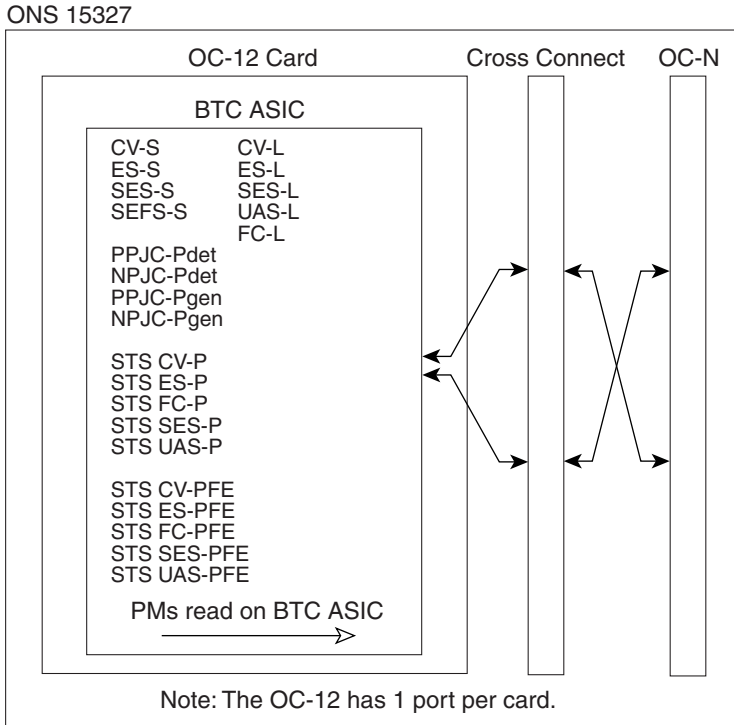 ONS 15327
OC-12 Card
Cross Connect
OC-N
BTC ASIC
CV-S
ES-S
SES-S
SEFS-S
CV-L
ES-L
SES-L
UAS-L
FC-L
PPJC-Pdet
NPJC-Pdet
PPJC-Pgen
NPJC-Pgen
STS CV-P
STS ES-P
STS FC-P
STS SES-P
STS UAS-P
STS CV-PFE
STS ES-PFE
STS FC-PFE
STS SES-PFE
STS UAS-PFE
PMs read on BTC ASIC
Note: The OC-12 has 1 port per card.